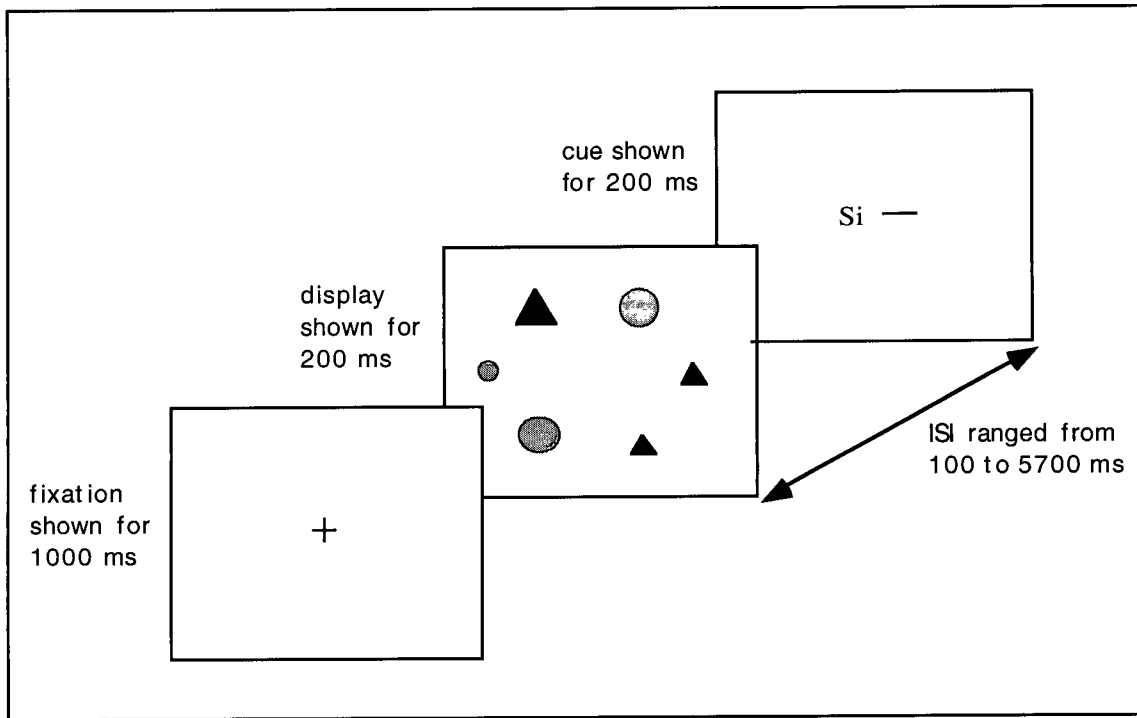 cue shown
for 200 ms
Si —
display
shown for
200 ms
ISI ranged from
100 to 5700 ms
fixation
shown for
1000 ms
+